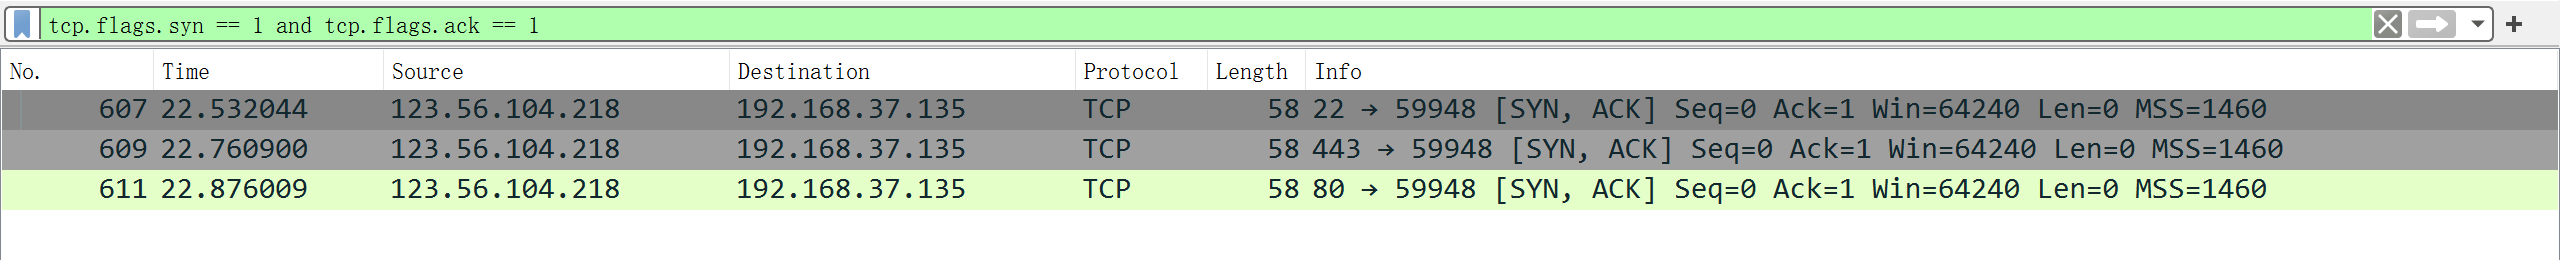 tcp.flags.syn == 1 and tcp.flags.ack == 1
No. Time Source Destination Protocol Length Info
607 22.532044 123.56.104.218 192.168.37.135 TCP 58 22 → 59948 [SYN, ACK] Seq=0 Ack=1 Win=64240 Len=0 MSS=1460
609 22.760900 123.56.104.218 192.168.37.135 TCP 58 443 → 59948 [SYN, ACK] Seq=0 Ack=1 Win=64240 Len=0 MSS=1460
611 22.876009 123.56.104.218 192.168.37.135 TCP 58 80 → 59948 [SYN, ACK] Seq=0 Ack=1 Win=64240 Len=0 MSS=1460